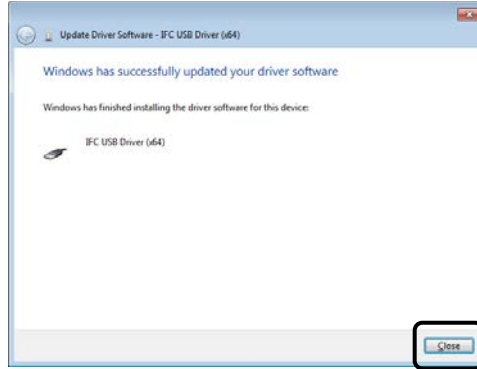 Update Driver Software - IFC USB Driver (x64)
Windows has successfully updated your driver software
Windows has finished installing the driver software for this device:
IFC USB Driver (x64)
Close